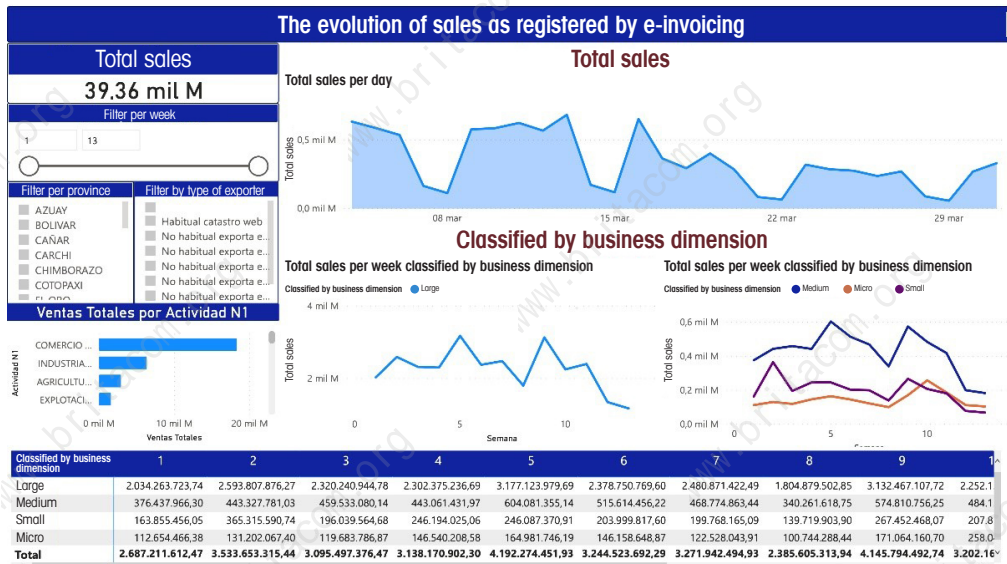 The evolution of sales as registered by e-invoicing
Total sales
39,36 mil M
Filter per week
1 13
Filter per province
AZUAY
BOLIVAR
CAÑAR
CARCHI
CHIMBORAZO
COTOPAXI
EL ORO
Filter by type of exporter
Habitual catastro web
No habitual exporta e...
No habitual exporta e...
No habitual exporta e...
No habitual exporta e...
No habitual exporta e...
Ventas Totales por Actividad N1
Actividad N1
COMERCIO ...
INDUSTRIA...
AGRICULTU...
EXPLOTACI...
0 mil M 10 mil M 20 mil M
Ventas Totales
Total sales
Total sales per day
Total sales
0,5 mil M
0,0 mil M
08 mar 15 mar 22 mar 29 mar
Classified by business dimension
Total sales per week classified by business dimension
Classified by business dimension Large
Total sales
4 mil M
2 mil M
0 5 10
Semana
Total sales per week classified by business dimension
Classified by business dimension Medium Micro Small
Total sales
0,6 mil M
0,4 mil M
0,2 mil M
0,0 mil M
0 5 10
Semana
Classified by business dimension 1 2 3 4 5 6 7 8 9 1
Large 2.034.263.723,74 2.593.807.876,27 2.320.240.944,78 2.302.375.236,69 3.177.123.979,69 2.378.750.769,60 2.480.871.422,49 1.804.879.502,85 3.132.467.107,72 2.252.1
Medium 376.437.966,30 443.327.781,03 459.533.080,14 443.061.431,97 604.081.355,14 515.614.456,22 468.774.863,44 340.261.618,75 574.810.756,25 484.1
Small 163.855.456,05 365.315.590,74 196.039.564,68 246.194.025,06 246.087.370,91 203.999.817,60 199.768.165,09 139.719.903,90 267.452.468,07 207.8
Micro 112.654.466,38 131.202.067,40 119.683.786,87 146.540.208,58 164.981.746,19 146.158.648,87 122.528.043,91 100.744.288,44 171.064.160,70 258.0
Total 2.687.211.612,47 3.533.653.315,44 3.095.497.376,47 3.138.170.902,30 4.192.274.451,93 3.244.523.692,29 3.271.942.494,93 2.385.605.313,94 4.145.794.492,74 3.202.16
www.britacom.org